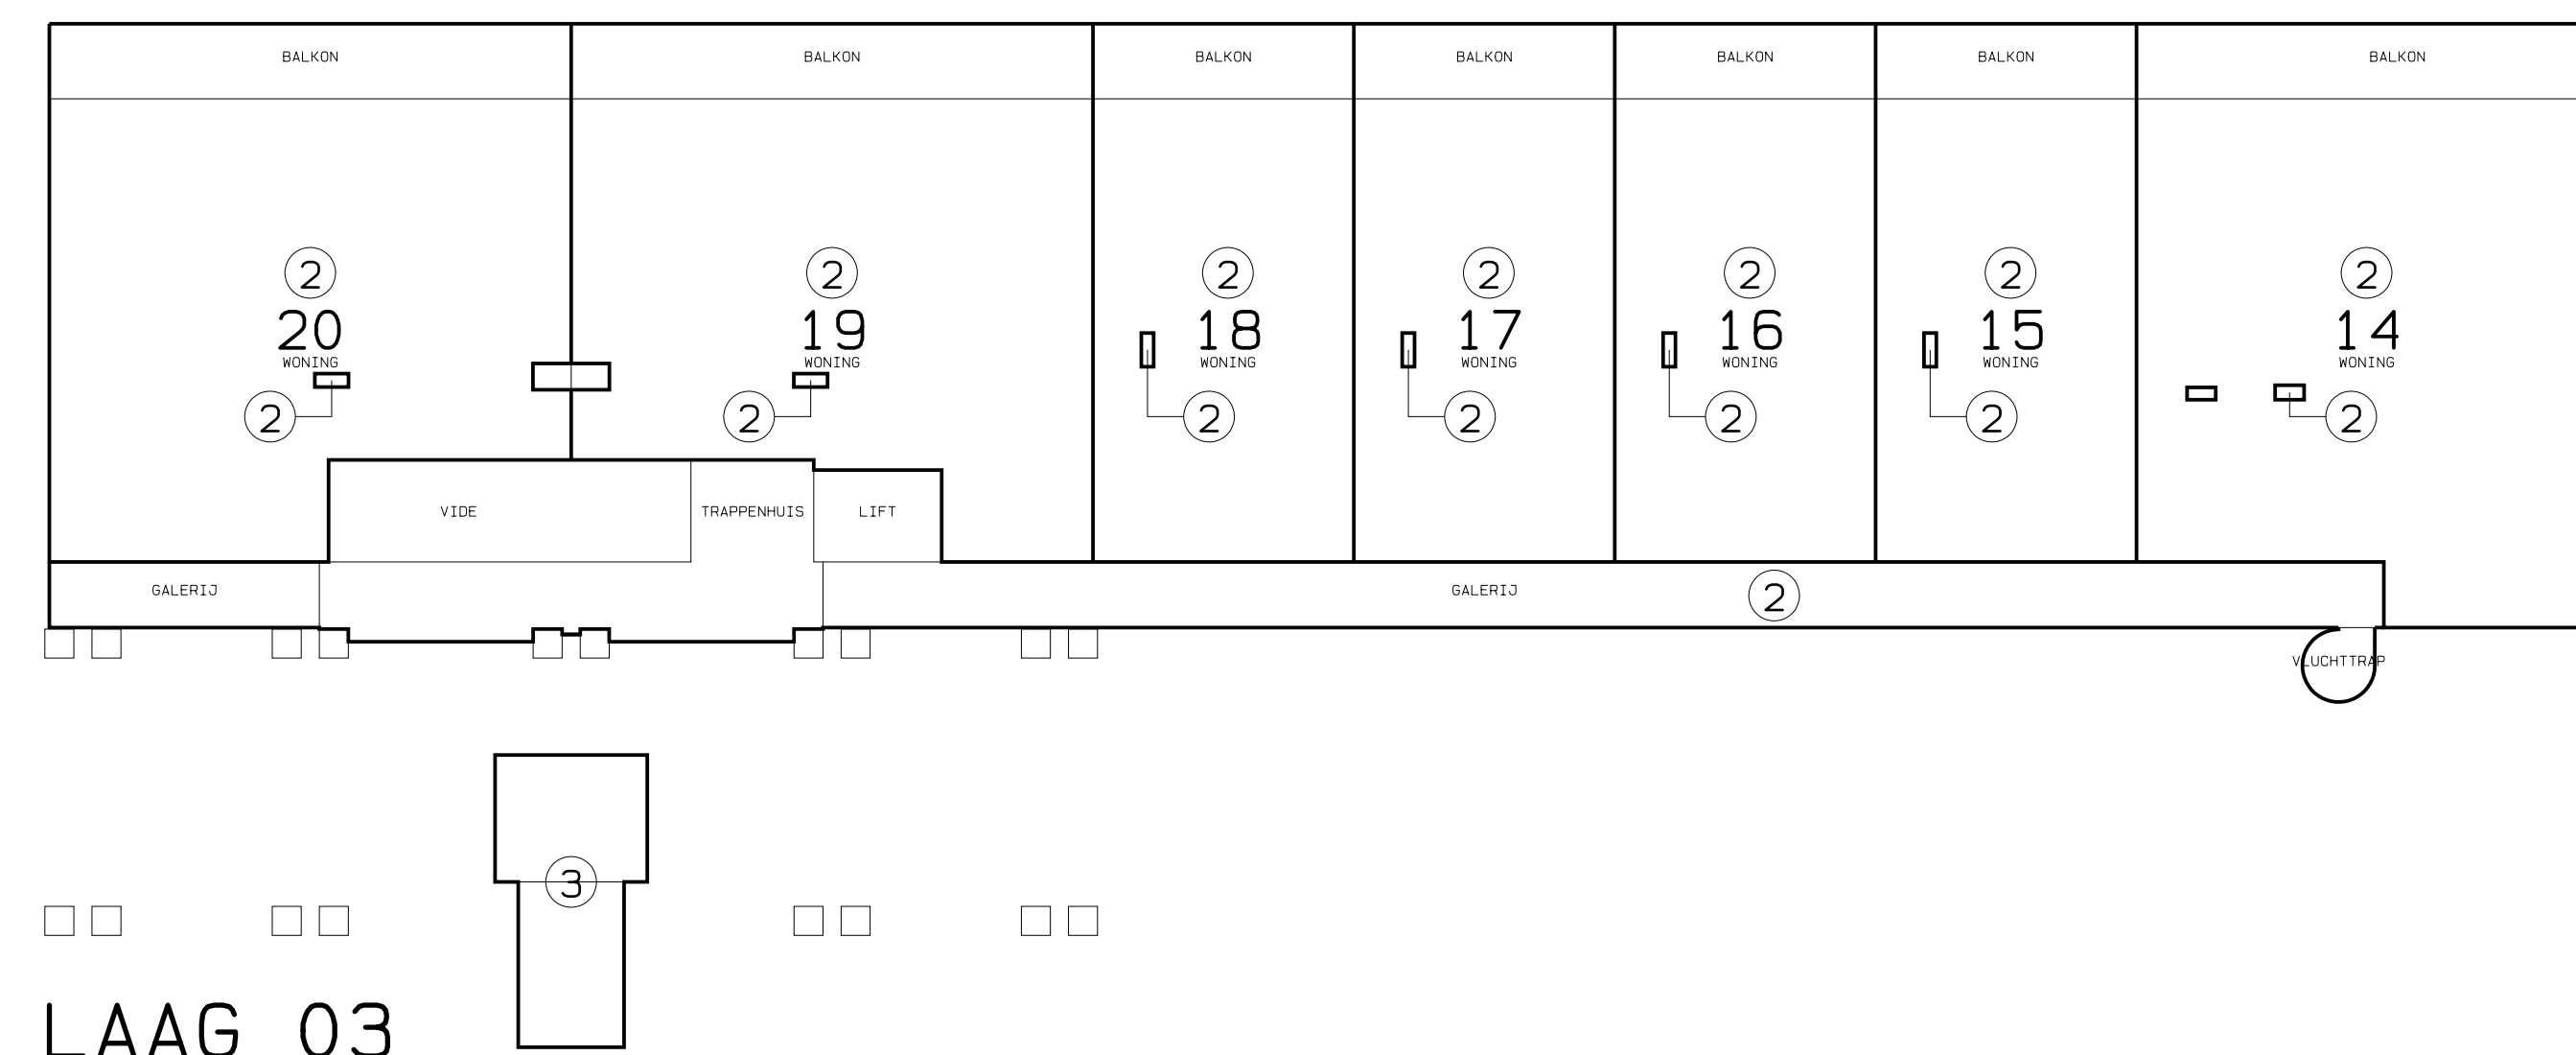 BALKON BALKON BALKON BALKON BALKON BALKON BALKON
2 2 2 2 2 2 2
20 19 18 17 16 15 14
WONING WONING WONING WONING WONING WONING WONING
2 2 2 2 2 2 2
VIDE TRAPPENHUIS LIFT
GALERIJ GALERIJ 2
VLUCHTTRAP
3
LAAG 03